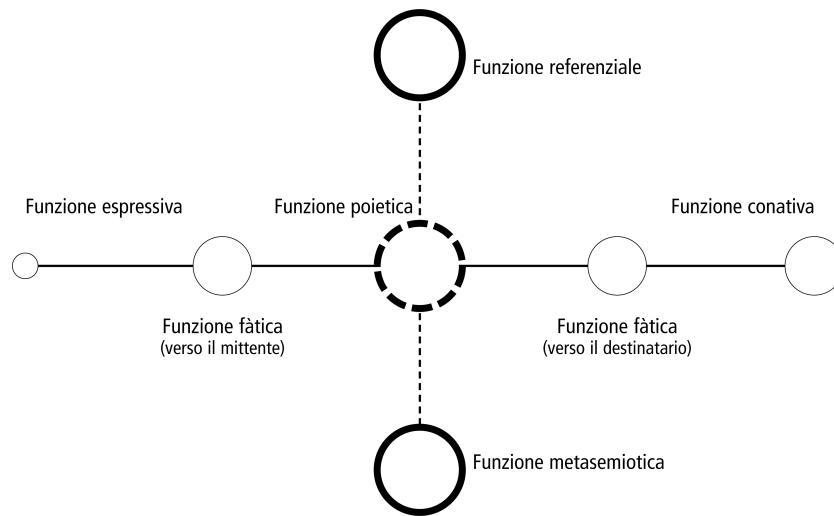 Funzione referenziale
Funzione espressiva
Funzione poietica
Funzione conativa
Funzione fàtica
(verso il mittente)
Funzione fàtica
(verso il destinatario)
Funzione metasemiotica